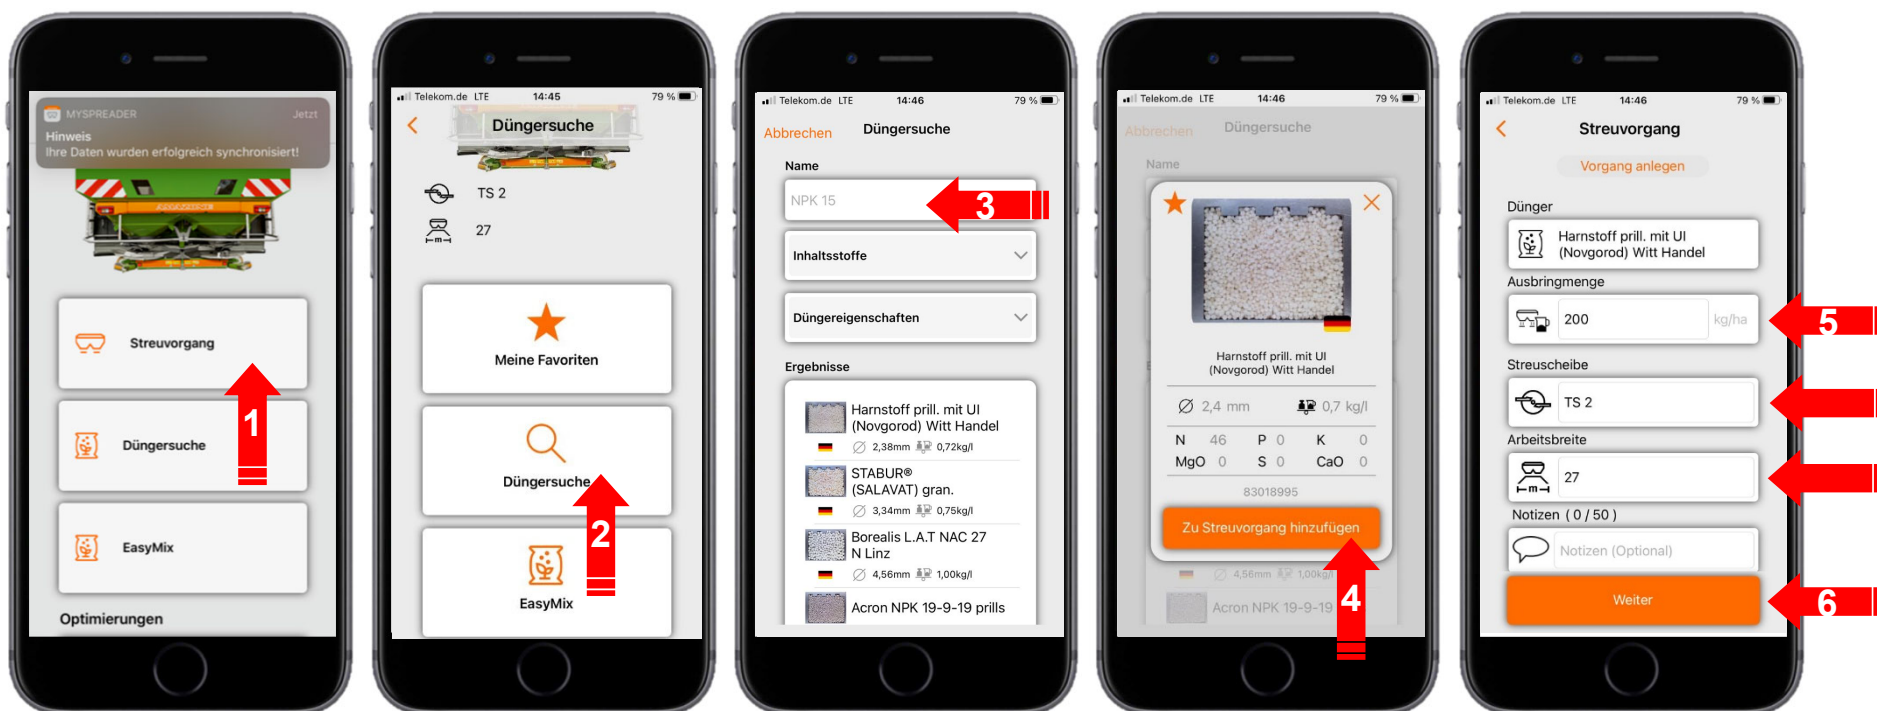 MYSPREADER
Jetzt
Hinweis
Ihre Daten wurden erfolgreich synchronisiert!
AMAZONE
Streuvorgang
1
Düngersuche
EasyMix
Optimierungen
Telekom.de LTE 14:45 79 %
Düngersuche
TS 2
27
Meine Favoriten
Düngersuche
2
EasyMix
Telekom.de LTE 14:46 79 %
Abbrechen Düngersuche
Name
NPK 15
3
Inhaltsstoffe
Düngereigenschaften
Ergebnisse
Harnstoff prill. mit UI
(Novgorod) Witt Handel
2,38mm 0,72kg/l
STABUR®
(SALAVAT) gran.
3,34mm 0,75kg/l
Borealis L.A.T NAC 27
N Linz
4,56mm 1,00kg/l
Acron NPK 19-9-19 prills
Telekom.de LTE 14:46 79 %
Abbrechen Düngersuche
Name
Harnstoff prill. mit UI
(Novgorod) Witt Handel
2,4 mm 0,7 kg/l
N 46 P 0 K 0
MgO 0 S 0 CaO 0
83018995
Zu Streuvorgang hinzufügen
4,56mm 1,00kg/l
Acron NPK 19-9-19
4
Telekom.de LTE 14:46 79 %
Streuvorgang
Vorgang anlegen
Dünger
Harnstoff prill. mit UI
(Novgorod) Witt Handel
Ausbringmenge
200 kg/ha
5
Streuscheibe
TS 2
Arbeitsbreite
m
27
Notizen ( 0 / 50 )
Notizen (Optional)
Weiter
6